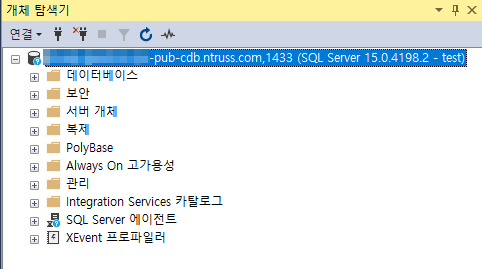 개체 탐색기
연결
-pub-cdb.ntruss.com,1433 (SQL Server 15.0.4198.2 - test)
데이터베이스
보안
서버 개체
복제
PolyBase
Always On 고가용성
관리
Integration Services 카탈로그
SQL Server 에이전트
XEvent 프로파일러